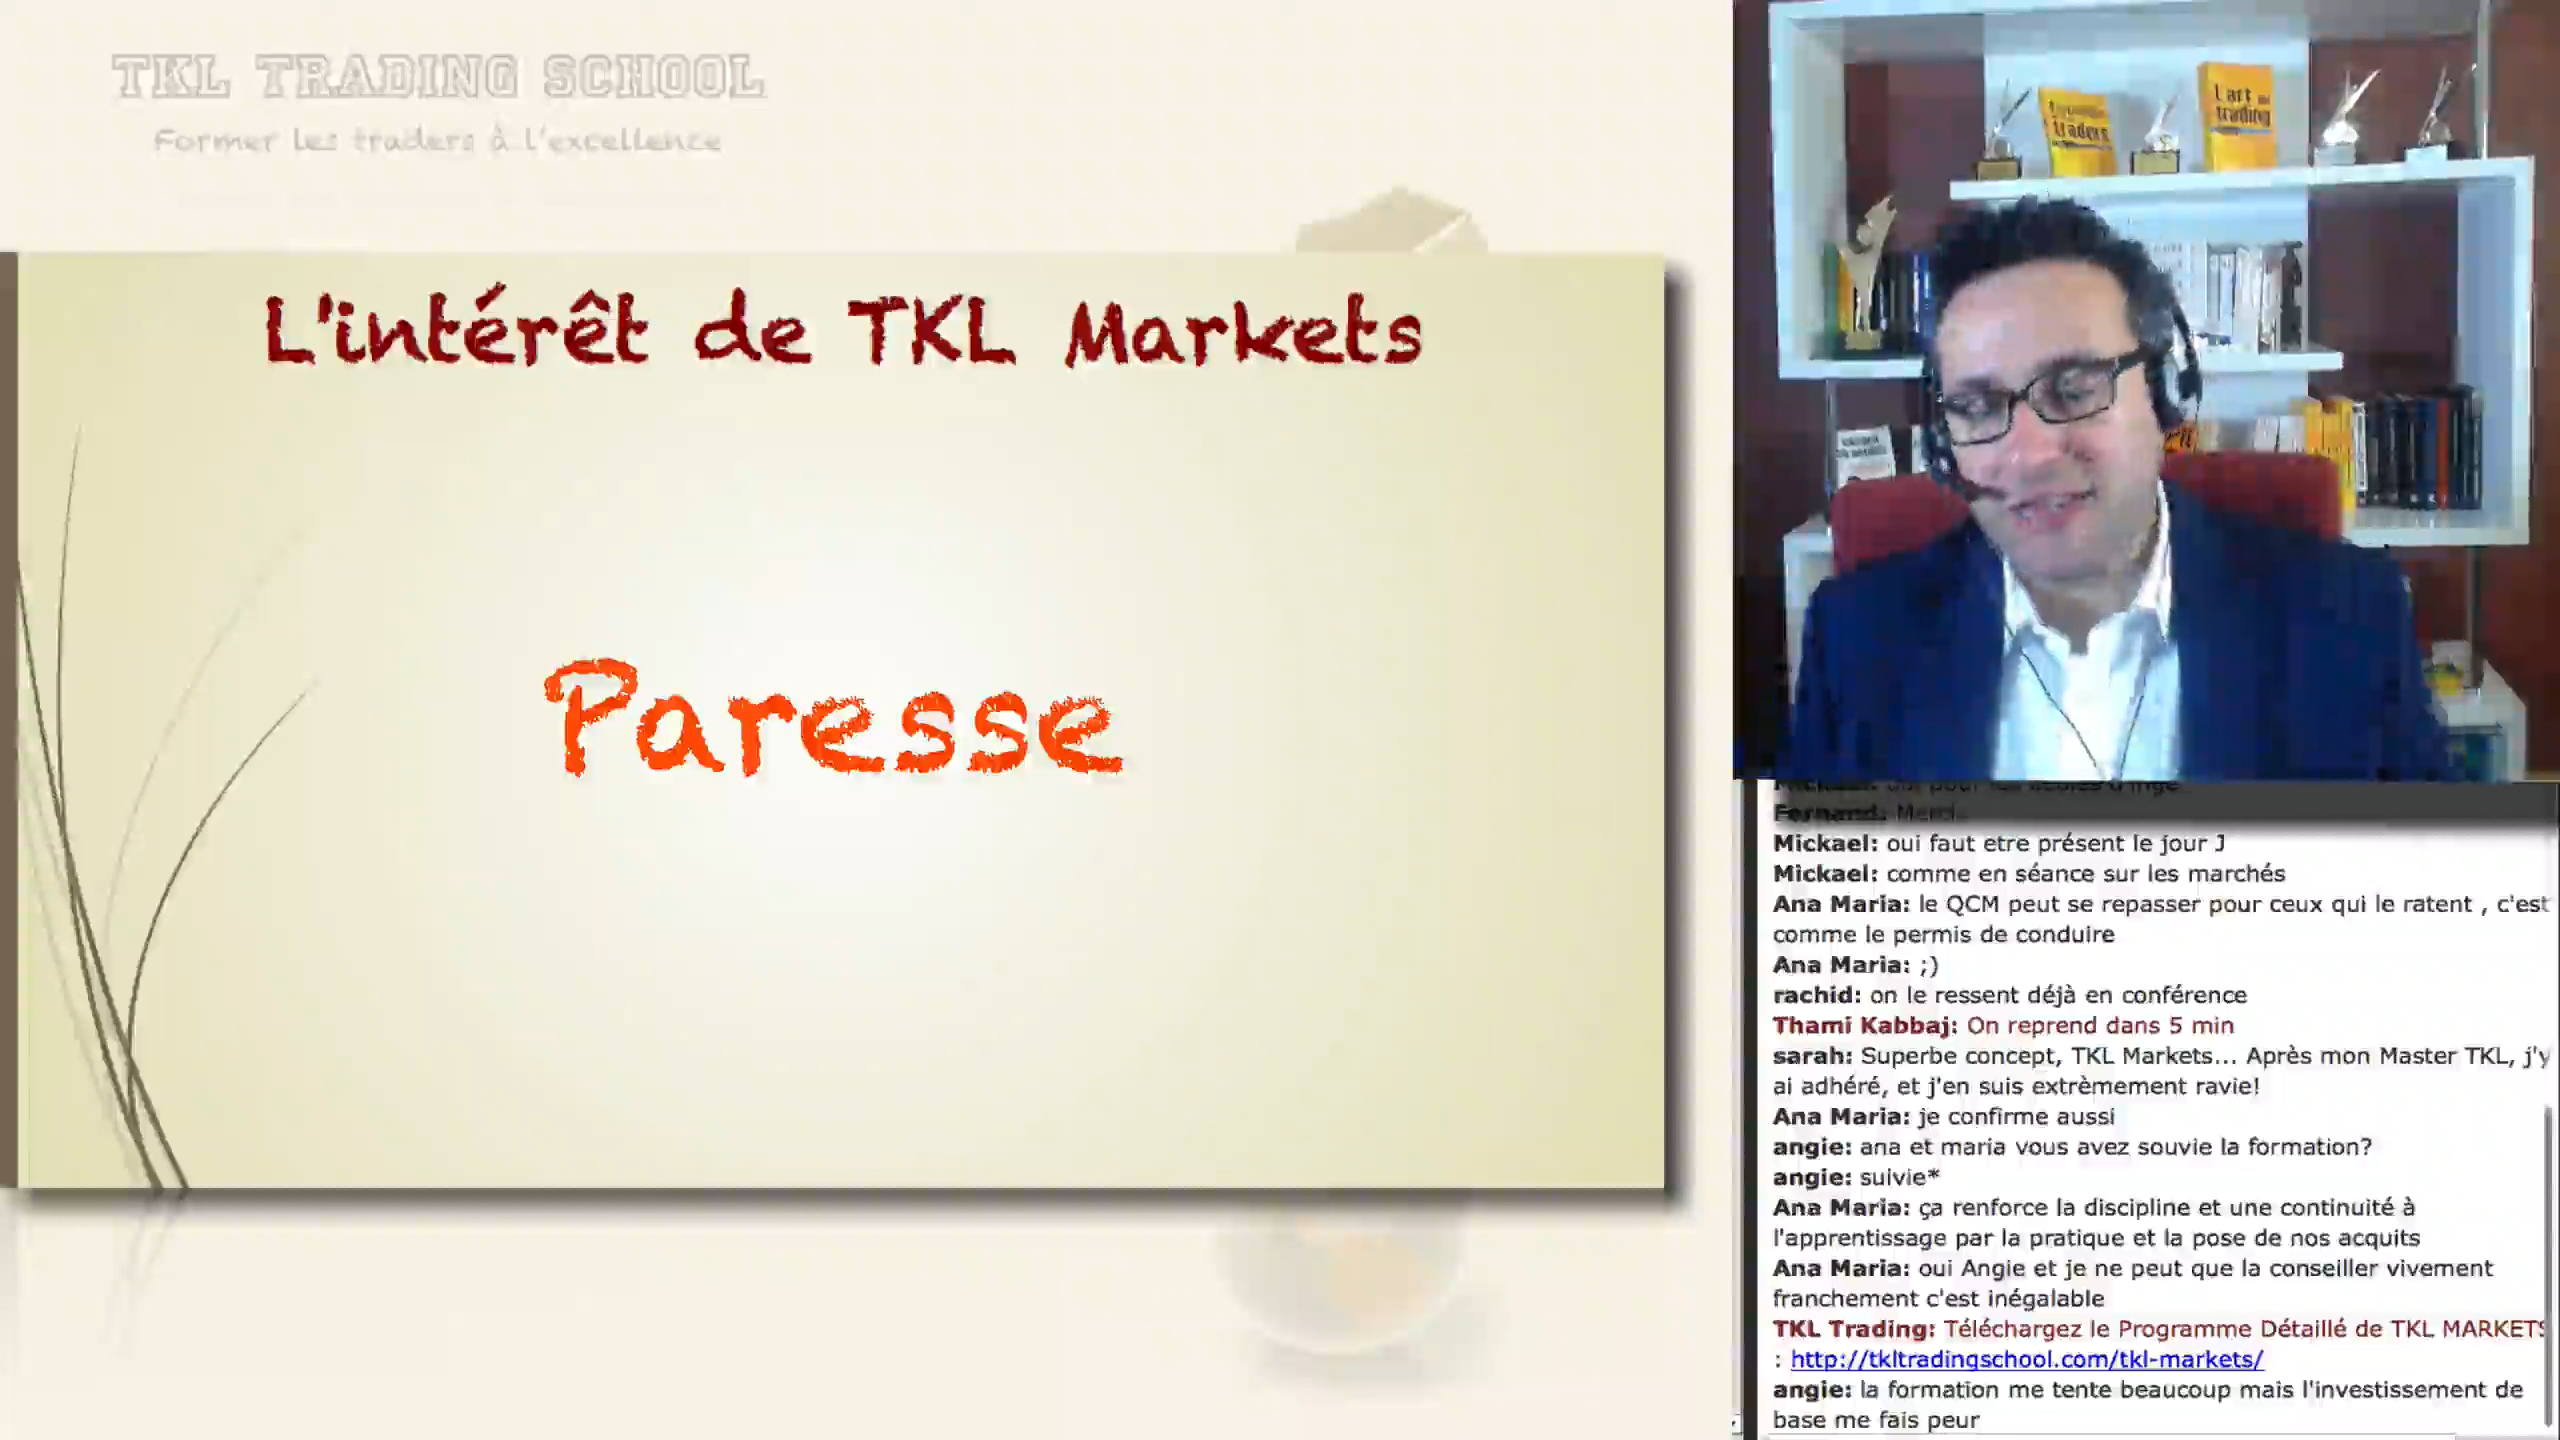 TKL TRADING SCHOOL
Former les traders à l'excellence
L'intérêt de TKL Markets
Paresse
traders
L'art du
trading
Fernand: Merci
Mickael: oui faut etre présent le jour J
Mickael: comme en séance sur les marchés
Ana Maria: le QCM peut se repasser pour ceux qui le ratent , c'est
comme le permis de conduire
Ana Maria: ;)
rachid: on le ressent déjà en conférence
Thami Kabbaj: On reprend dans 5 min
sarah: Superbe concept, TKL Markets... Après mon Master TKL, j'y
ai adhéré, et j'en suis extrèmement ravie!
Ana Maria: je confirme aussi
angie: ana et maria vous avez souvie la formation?
angie: suivie*
Ana Maria: ça renforce la discipline et une continuité à
l'apprentissage par la pratique et la pose de nos acquits
Ana Maria: oui Angie et je ne peut que la conseiller vivement
franchement c'est inégalable
TKL Trading: Téléchargez le Programme Détaillé de TKL MARKETS
: http://tkltradingschool.com/tkl-markets/
angie: la formation me tente beaucoup mais l'investissement de
base me fais peur